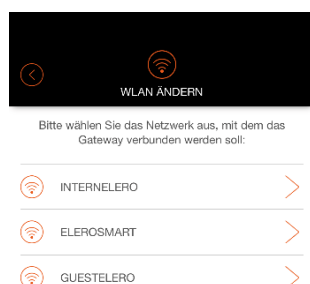 WLAN ÄNDERN
Bitte wählen Sie das Netzwerk aus, mit dem das
Gateway verbunden werden soll:
INTERNELERO
ELEROSMART
GUESTELERO